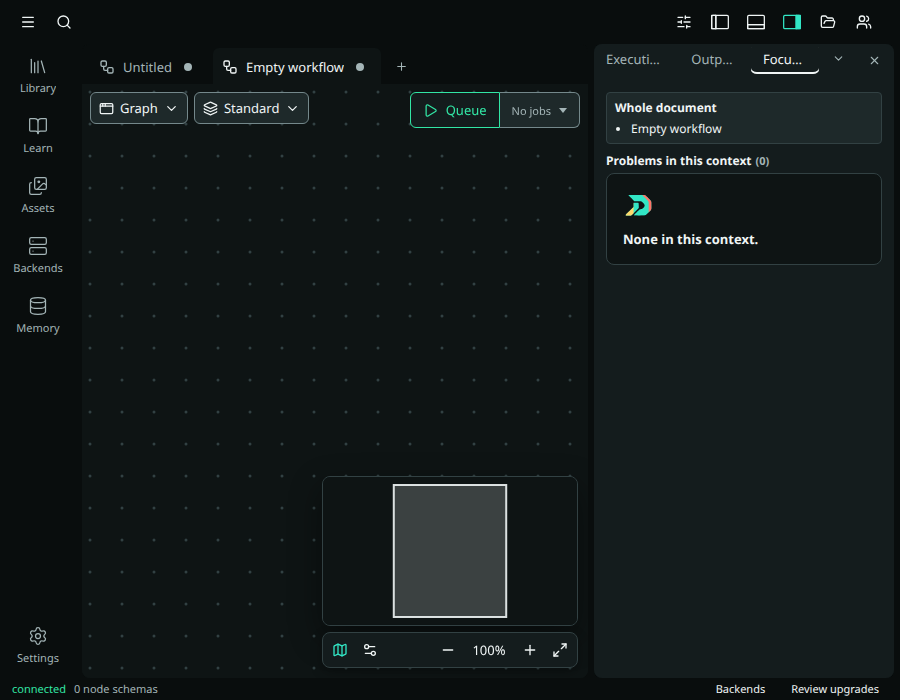 Untitled
Empty workflow
Executi...
Outp...
Focu...
Library
Learn
Assets
Backends
Memory
Settings
Graph
Standard
Queue
No jobs
Whole document
Empty workflow
Problems in this context (0)
None in this context.
100%
connected
0 node schemas
Backends
Review upgrades